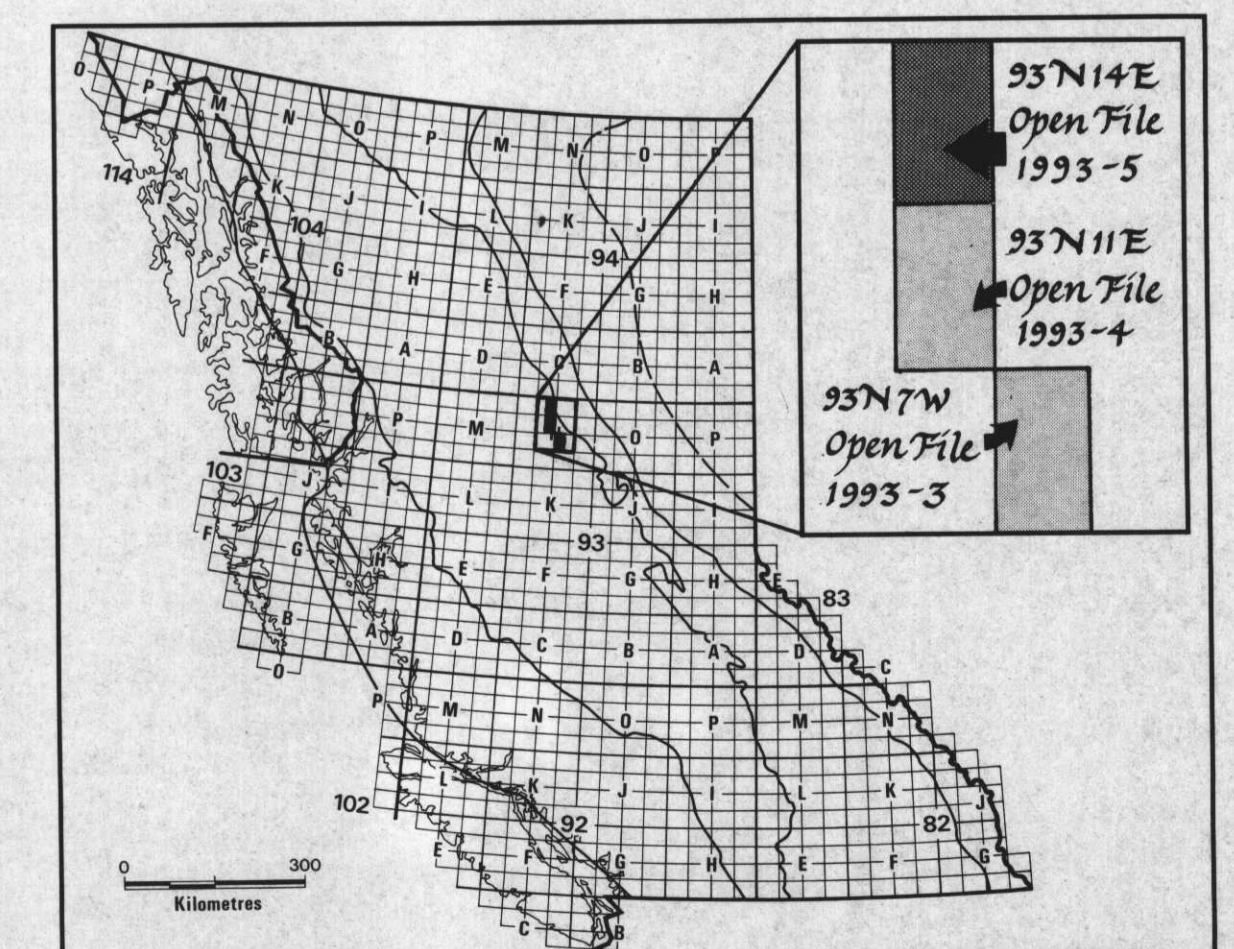 93N14E
Open File
1993-5
93N11E
Open File
1993-4
93N7W
Open File
1993-3
O P M N O P M N O P
114
K J I L K J I
104
F G H E F G H
94
B A D C B A
P M O P
103
J I L K J I
93
F G H E F G H E
83
B A D C B A D C
O
P M N O P M N
102
L K J I L K J
92
82
E F G H E F G
C B
0 300
Kilometres